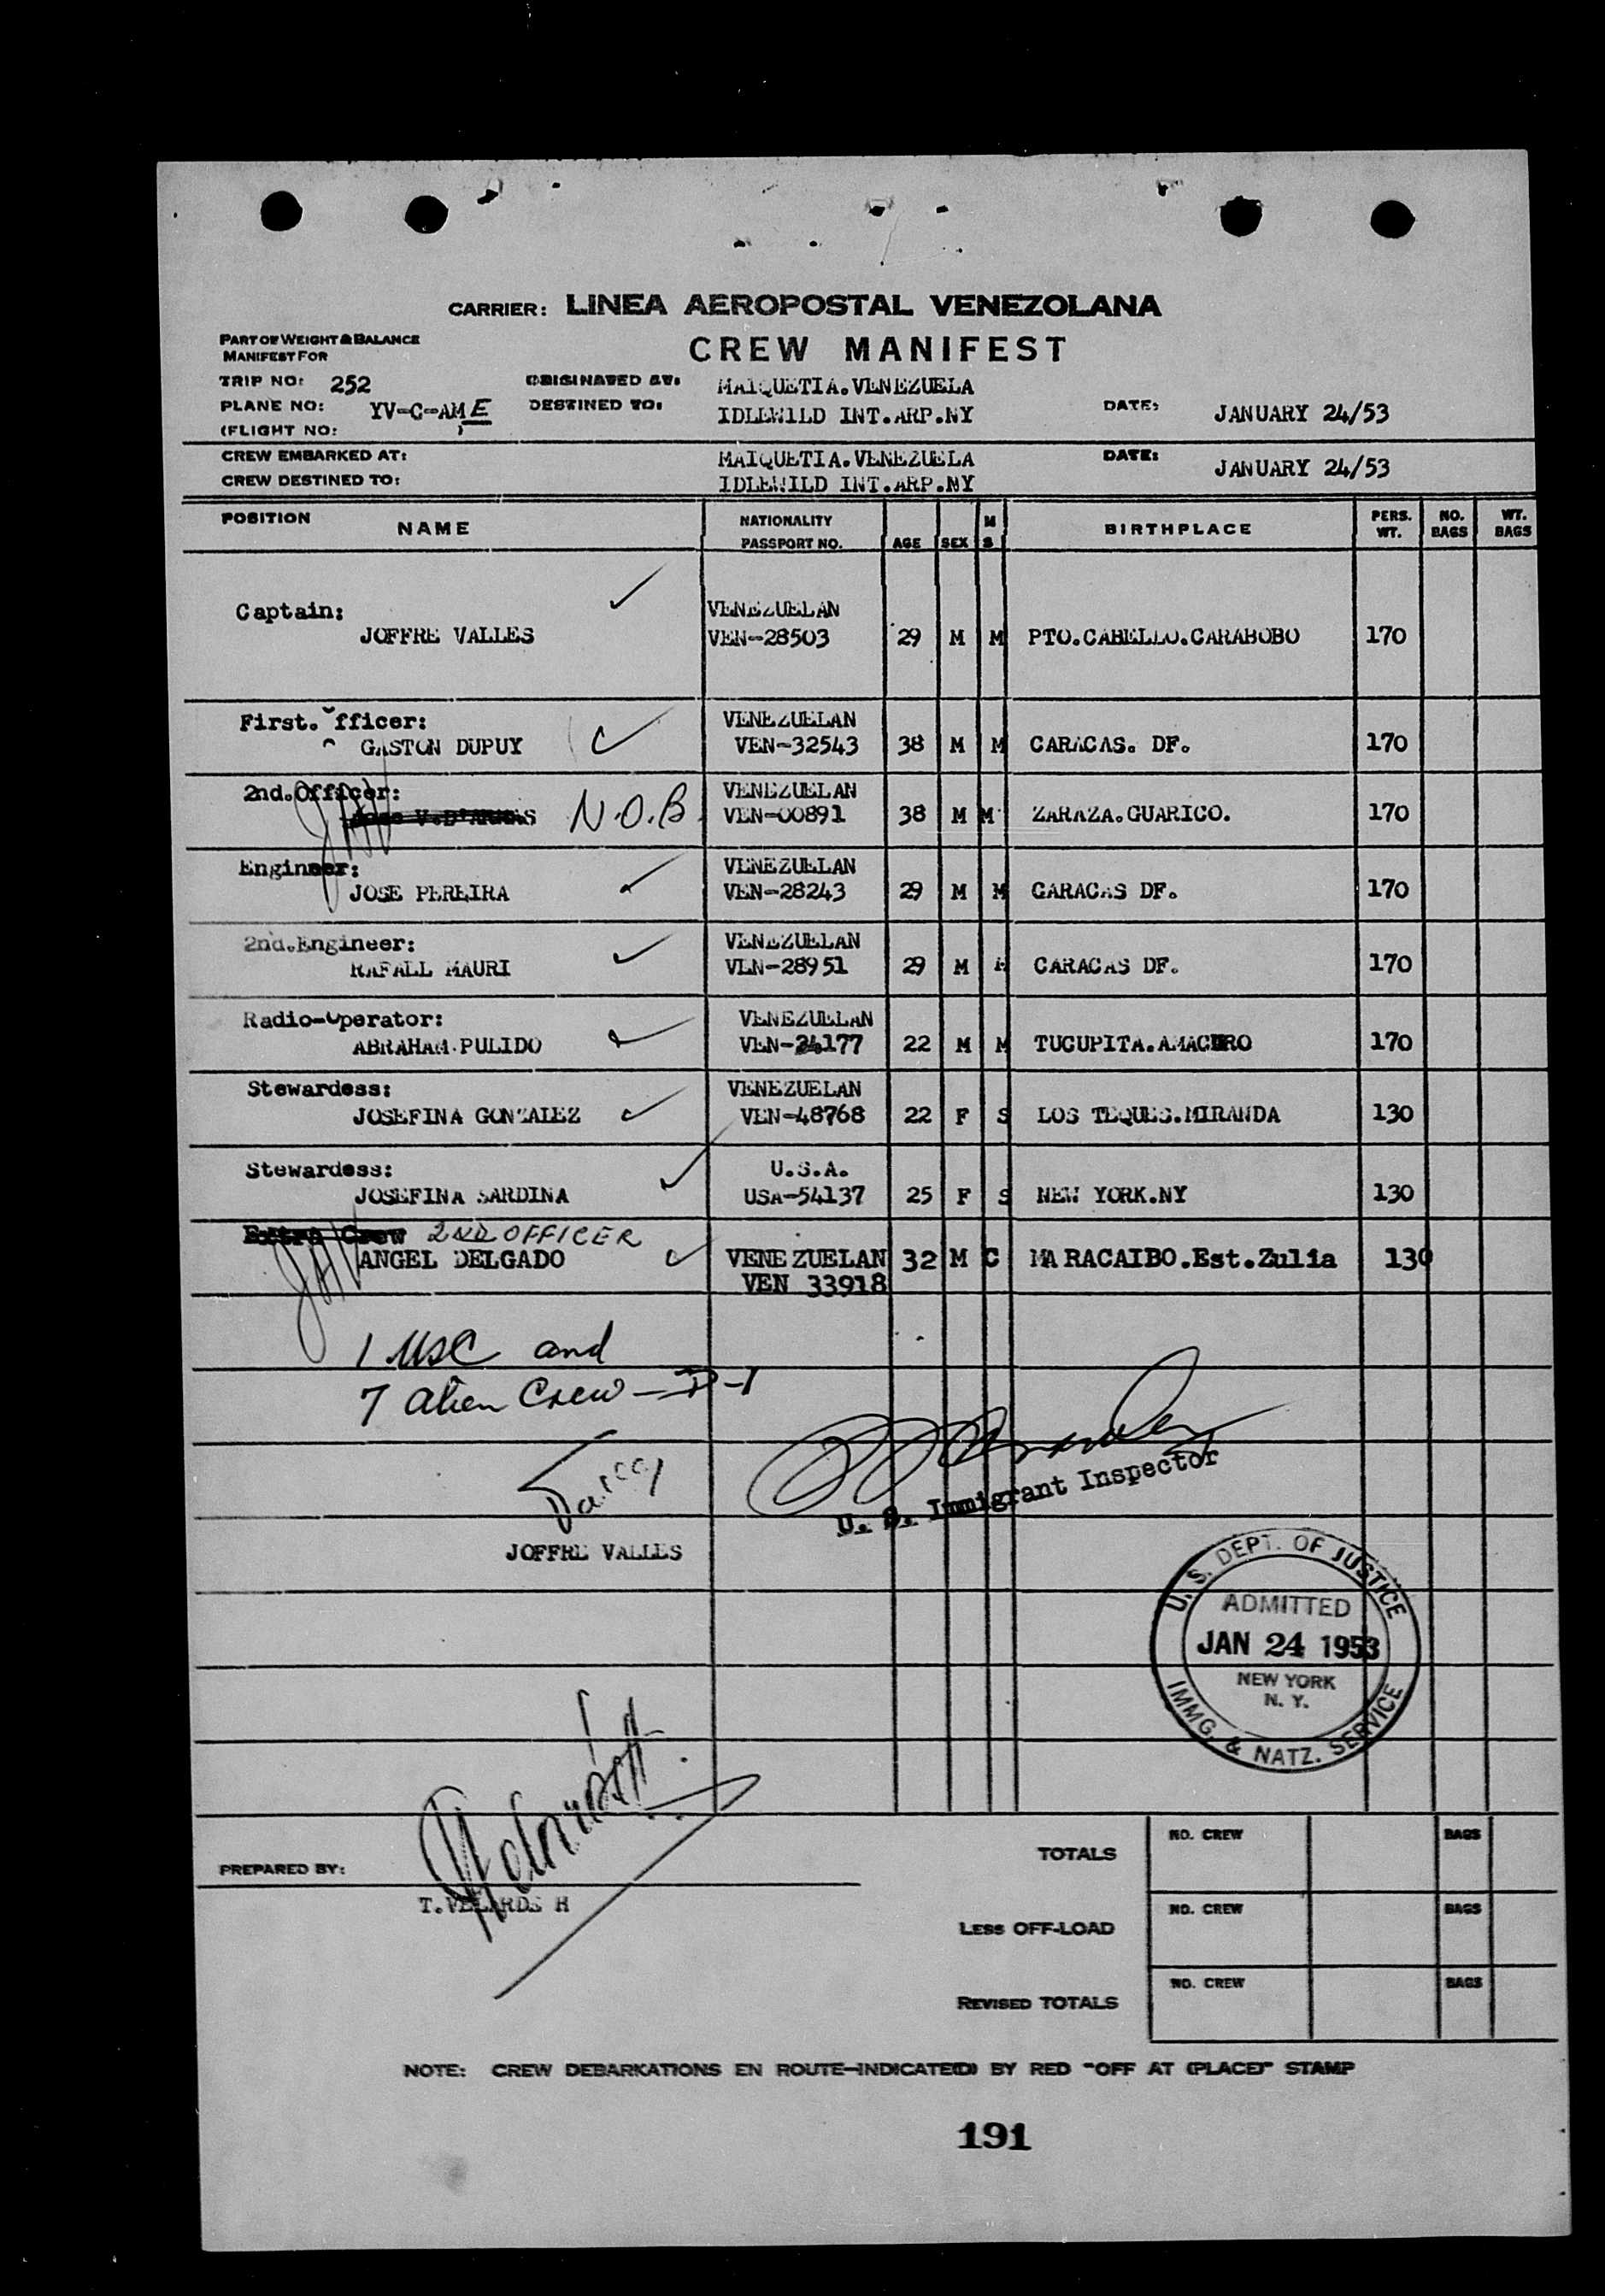 CARRIER: LINEA AEROPOSTAL VENEZOLANA
PART OF WEIGHT & BALANCE
MANIFEST FOR
CREW MANIFEST
TRIP NO: 252 ORIGINATED AT: MAIQUETIA.VENEZUELA
PLANE NO: YV-C-AME DESTINED TO: IDLEWILD INT.ARP.NY DATE: JANUARY 24/53
(FLIGHT NO: )
CREW EMBARKED AT: MAIQUETIA.VENEZUELA DATE: JANUARY 24/53
CREW DESTINED TO: IDLEWILD INT.ARP.NY
POSITION NAME NATIONALITY PASSPORT NO. AGE SEX M S BIRTHPLACE PERS. WT. NO. BAGS WT. BAGS
Captain: VENEZUELAN
JOFFRE VALLES VEN-28503 29 M M PTO.CABELLO.CARABOBO 170
First. fficer: VENEZUELAN
GASTON DUPUY VEN-32543 38 M M CARACAS. DF. 170
2nd.Officer: VENEZUELAN
N.O.B. VEN-00891 38 M M ZARAZA.GUARICO. 170
Engineer: VENEZUELAN
JOSE PEREIRA VEN-28243 29 M M CARACAS DF. 170
2nd.Engineer: VENEZUELAN
RAFAEL MAURI VEN-28951 29 M M CARACAS DF. 170
Radio-Operator: VENEZUELAN
ABRAHAM.PULIDO VEN-24177 22 M M TUCUPITA.AMACURO 170
Stewardess: VENEZUELAN
JOSEFINA GONZALEZ VEN-48768 22 F S LOS TEQUES.MIRANDA 130
Stewardess: U.S.A.
JOSEFINA SARDINA USA-54137 25 F S NEW YORK.NY 130
Extra Crew 2ND OFFICER
ANGEL DELGADO VENEZUELAN 32 M C MARACAIBO.Est.Zulia 130
VEN 33918
1 USC and
7 alien Crew - D-1
U. S. Immigrant Inspector
JOFFRE VALLES
U. S. DEPT. OF JUSTICE
ADMITTED
JAN 24 1953
NEW YORK
N. Y.
IMMG. & NATZ. SERVICE
PREPARED BY:
T.VELARDE H
TOTALS NO. CREW BAGS
LESS OFF-LOAD NO. CREW BAGS
REVISED TOTALS NO. CREW BAGS
NOTE: CREW DEBARKATIONS EN ROUTE-INDICATE(D) BY RED "OFF AT (PLACE)" STAMP
191